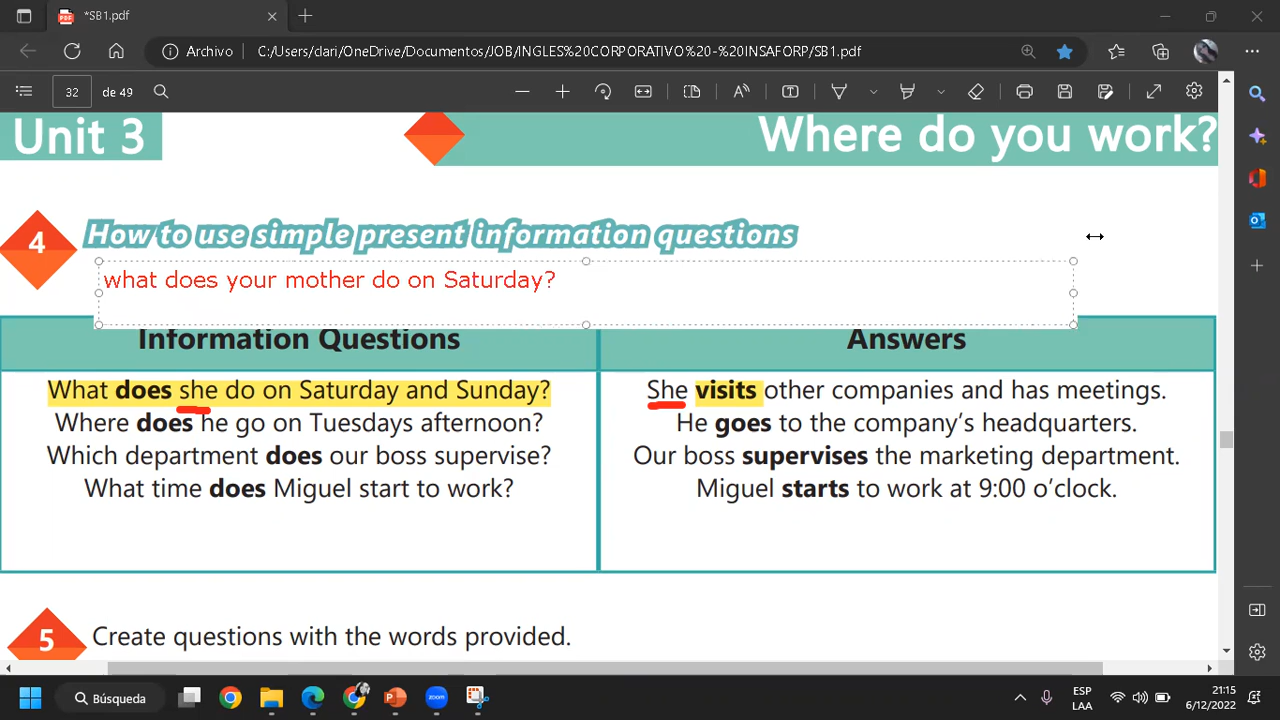 *SB1.pdf
Archivo C:/Users/clari/OneDrive/Documentos/JOB/INGLES%20CORPORATIVO%20-%20INSAFORP/SB1.pdf
32 de 49
Unit 3 Where do you work?
4 How to use simple present information questions
what does your mother do on Saturday?
Information Questions Answers
What does she do on Saturday and Sunday? She visits other companies and has meetings.
Where does he go on Tuesdays afternoon? He goes to the company's headquarters.
Which department does our boss supervise? Our boss supervises the marketing department.
What time does Miguel start to work? Miguel starts to work at 9:00 o'clock.
5 Create questions with the words provided.
Búsqueda zoom ESP 21:15
LAA 6/12/2022